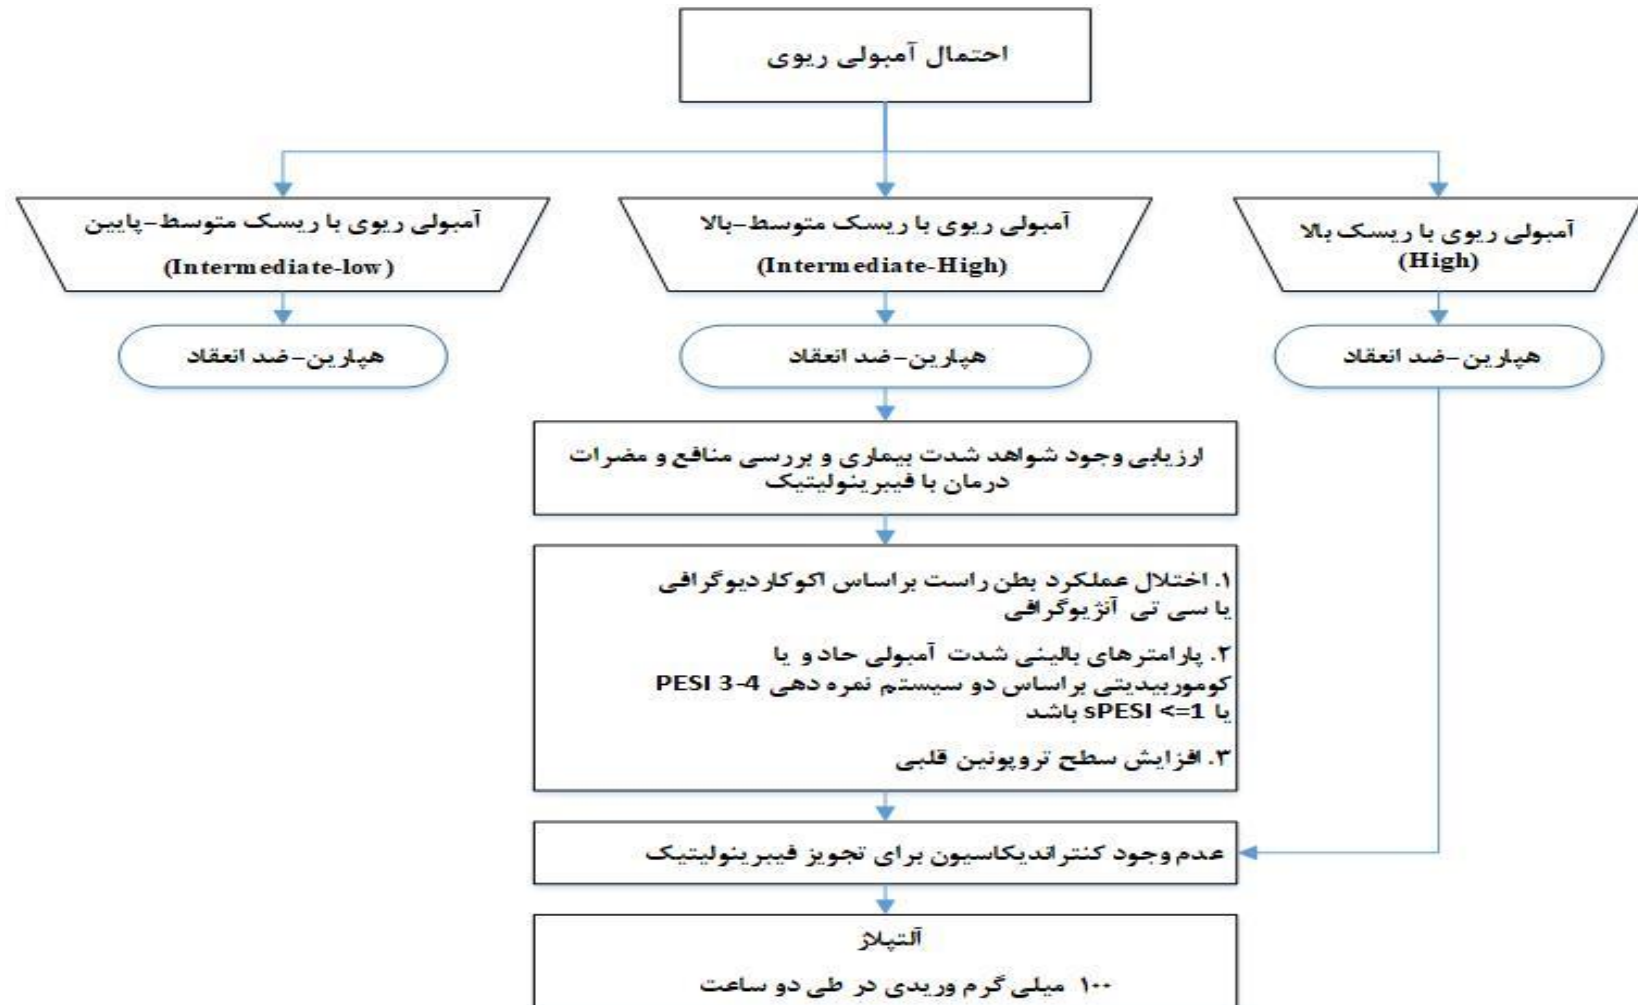 احتمال آمبولی ریوی
آمبولی ریوی با ریسک بالا
(High)
آمبولی ریوی با ریسک متوسط-بالا
(Intermediate-High)
آمبولی ریوی با ریسک متوسط-پایین
(Intermediate-low)
هپارین-ضد انعقاد
هپارین-ضد انعقاد
هپارین-ضد انعقاد
ارزیابی وجود شواهد شدت بیماری و بررسی منافع و مضرات
درمان با فیبرینولیتیک
۱. اختلال عملکرد بطن راست براساس اکوکاردیوگرافی
یا سی تی آنژیوگرافی
۲. پارامترهای بالینی شدت آمبولی حاد و یا
کوموربیدیتی براساس دو سیستم نمره دهی PESI 3-4
یا sPESI <=1 باشد
۳. افزایش سطح تروپونین قلبی
عدم وجود کنتراندیکاسیون برای تجویز فیبرینولیتیک
آلتپلاژ
۱۰۰ میلی گرم وریدی در طی دو ساعت